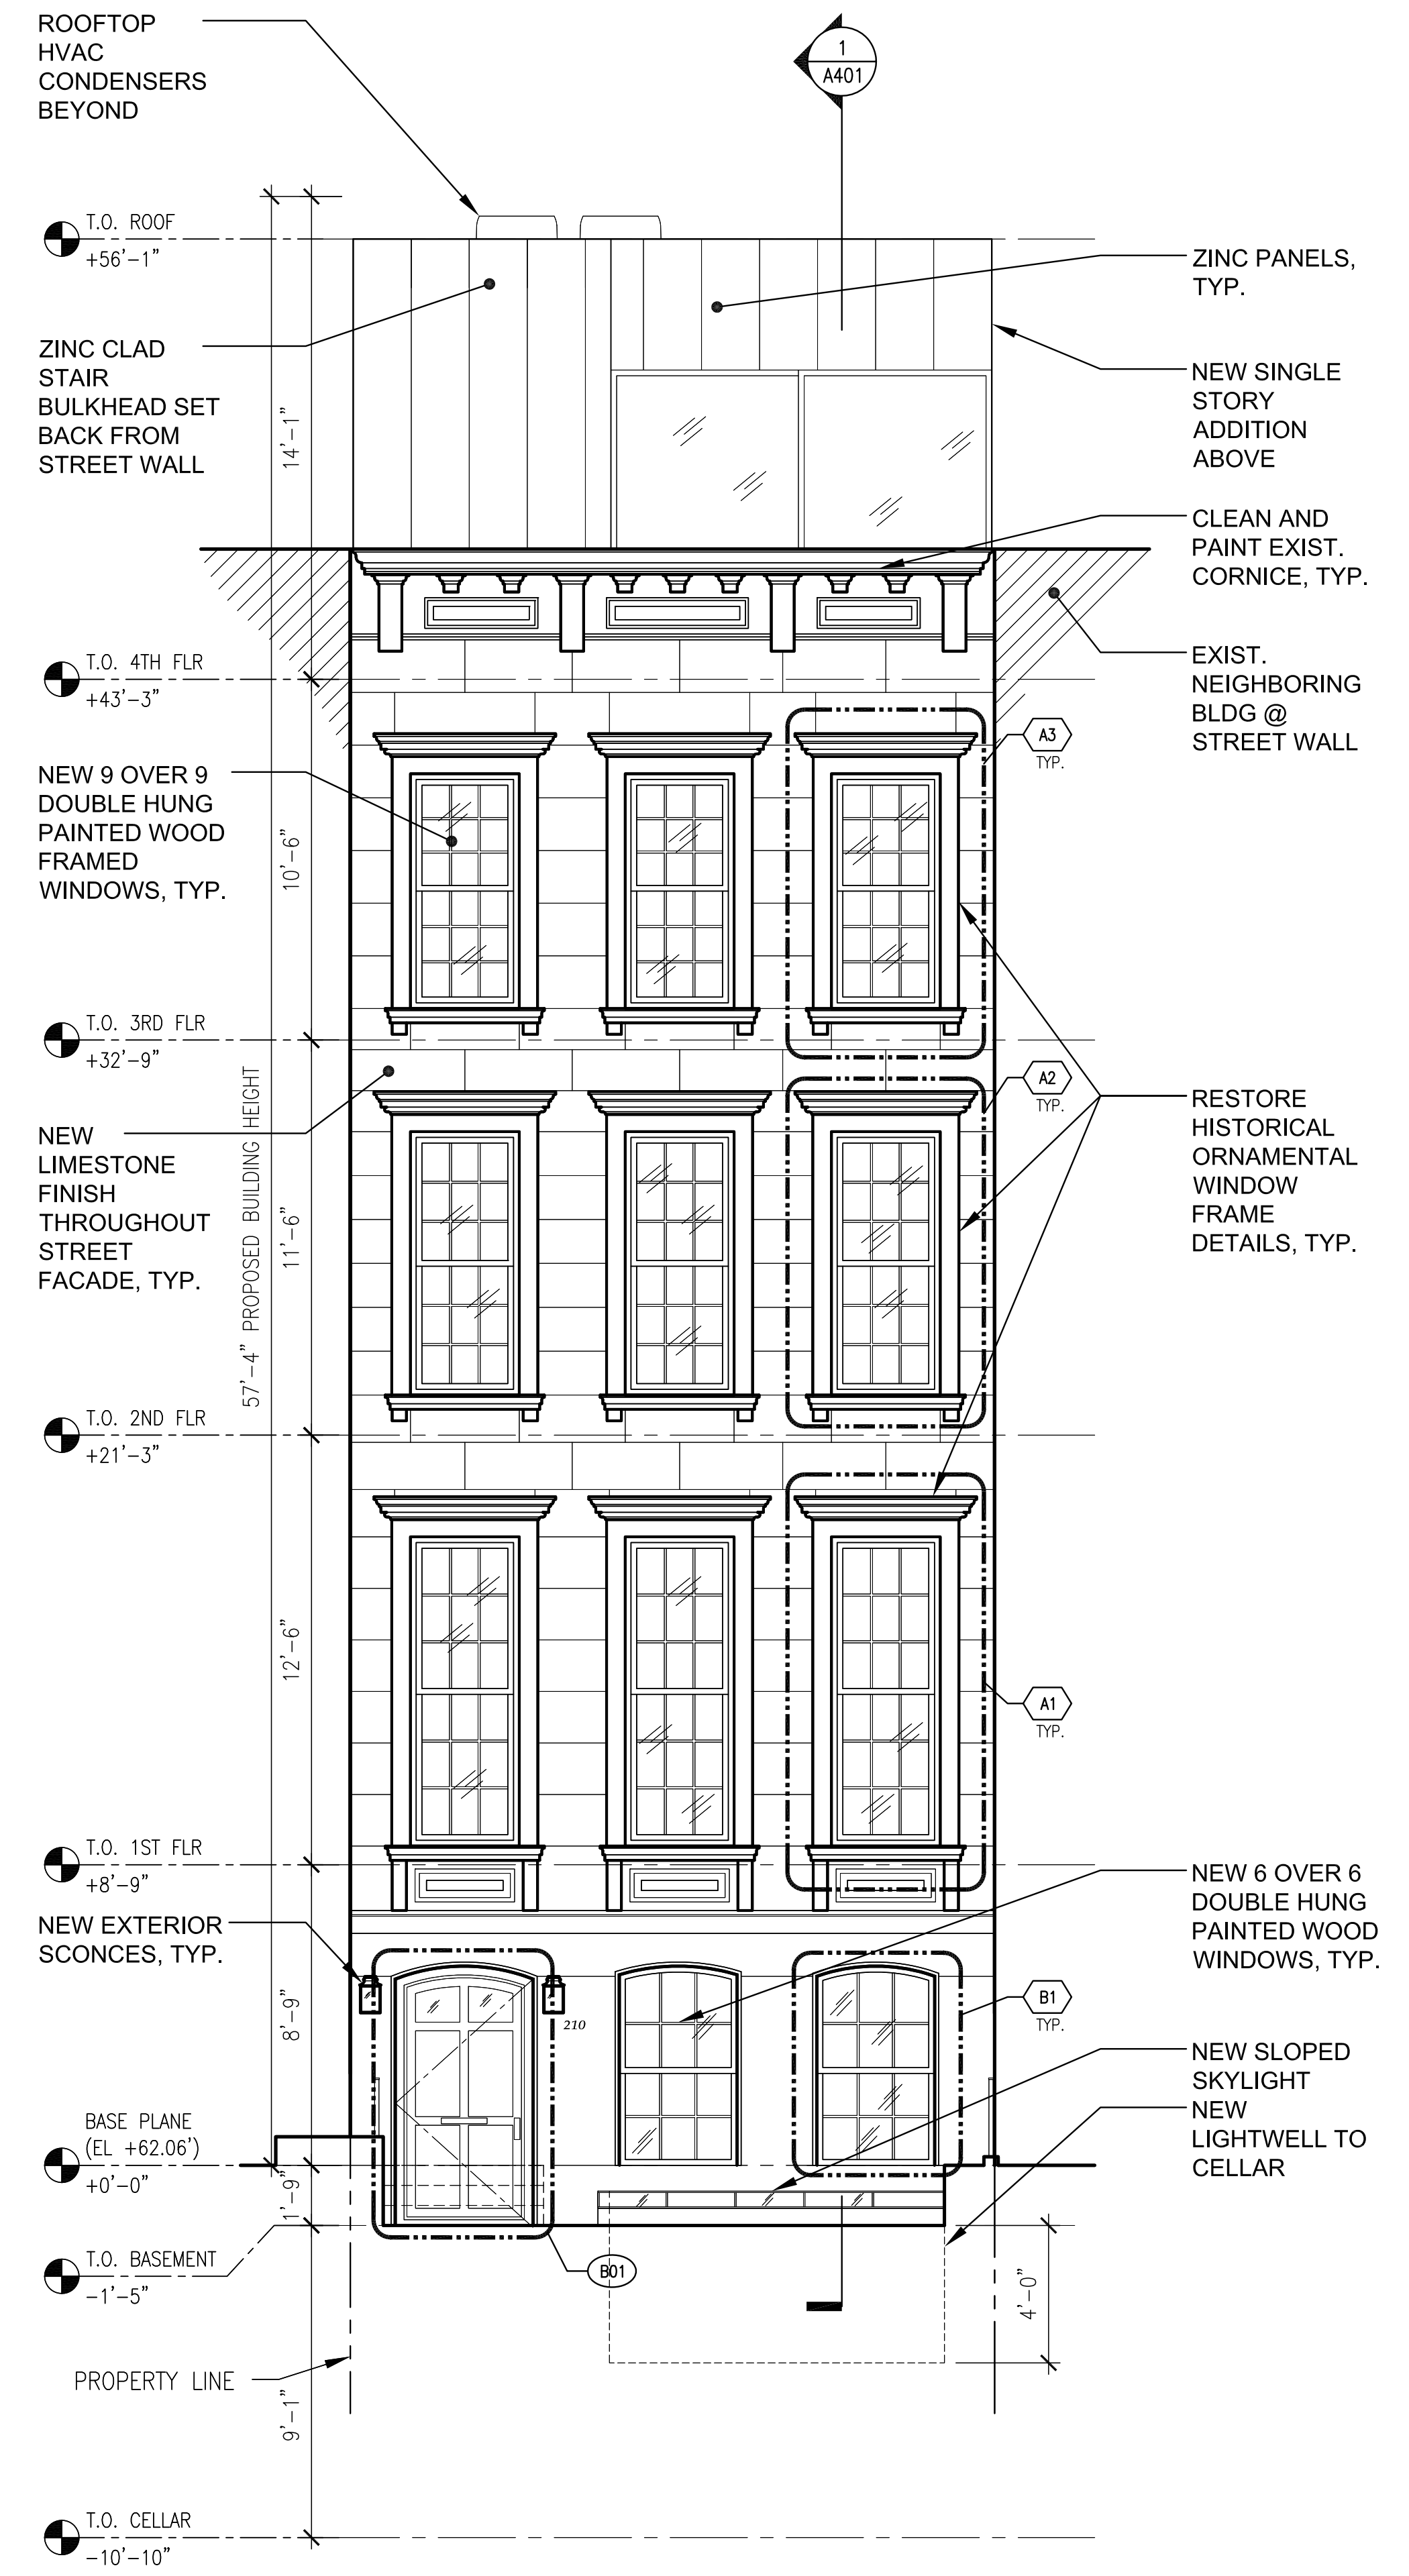 ROOFTOP
HVAC
CONDENSERS
BEYOND
1
A401
T.O. ROOF
+56'-1"
ZINC PANELS,
TYP.
ZINC CLAD
STAIR
BULKHEAD SET
BACK FROM
STREET WALL
NEW SINGLE
STORY
ADDITION
ABOVE
14'-1"
CLEAN AND
PAINT EXIST.
CORNICE, TYP.
T.O. 4TH FLR
+43'-3"
EXIST.
NEIGHBORING
BLDG @
STREET WALL
A3
TYP.
NEW 9 OVER 9
DOUBLE HUNG
PAINTED WOOD
FRAMED
WINDOWS, TYP.
10'-6"
T.O. 3RD FLR
+32'-9"
A2
TYP.
57'-4" PROPOSED BUILDING HEIGHT
NEW
LIMESTONE
FINISH
THROUGHOUT
STREET
FACADE, TYP.
RESTORE
HISTORICAL
ORNAMENTAL
WINDOW
FRAME
DETAILS, TYP.
11'-6"
T.O. 2ND FLR
+21'-3"
12'-6"
A1
TYP.
T.O. 1ST FLR
+8'-9"
NEW EXTERIOR
SCONCES, TYP.
NEW 6 OVER 6
DOUBLE HUNG
PAINTED WOOD
WINDOWS, TYP.
8'-9"
210
B1
TYP.
NEW SLOPED
SKYLIGHT
NEW
LIGHTWELL TO
CELLAR
BASE PLANE
(EL +62.06')
+0'-0"
1'-9"
T.O. BASEMENT
-1'-5"
B01
4'-0"
PROPERTY LINE
9'-1"
T.O. CELLAR
-10'-10"